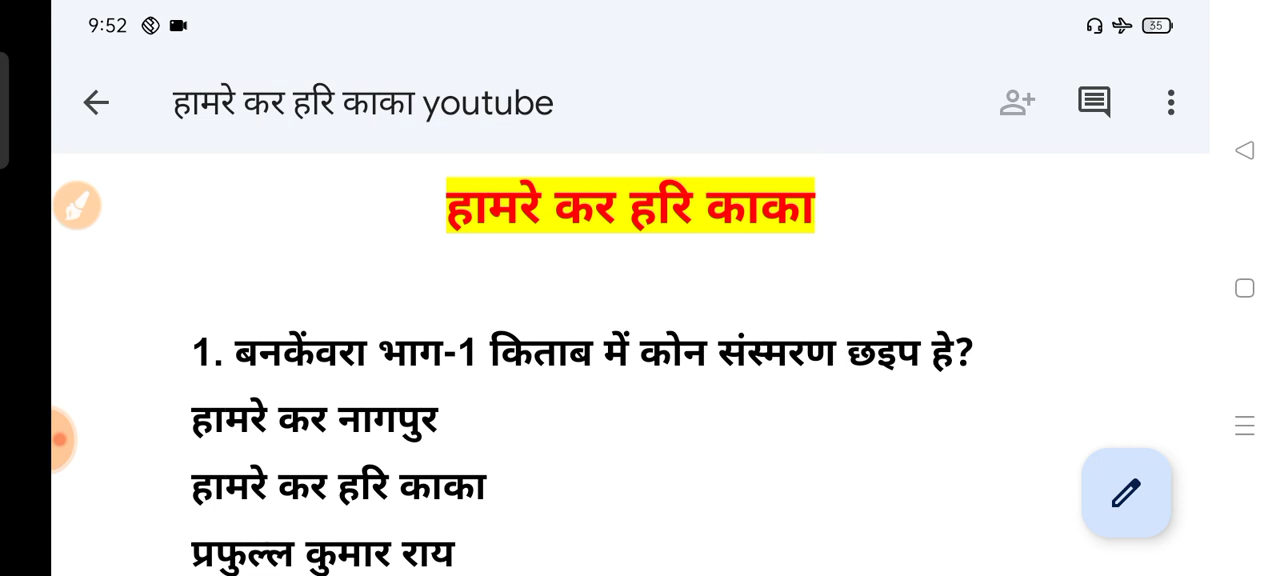 9:52
35
हामरे कर हरि काका youtube
हामरे कर हरि काका
1. बनकेंवरा भाग-1 किताब में कोन संस्मरण छइप हे?
हामरे कर नागपुर
हामरे कर हरि काका
प्रफुल्ल कुमार राय